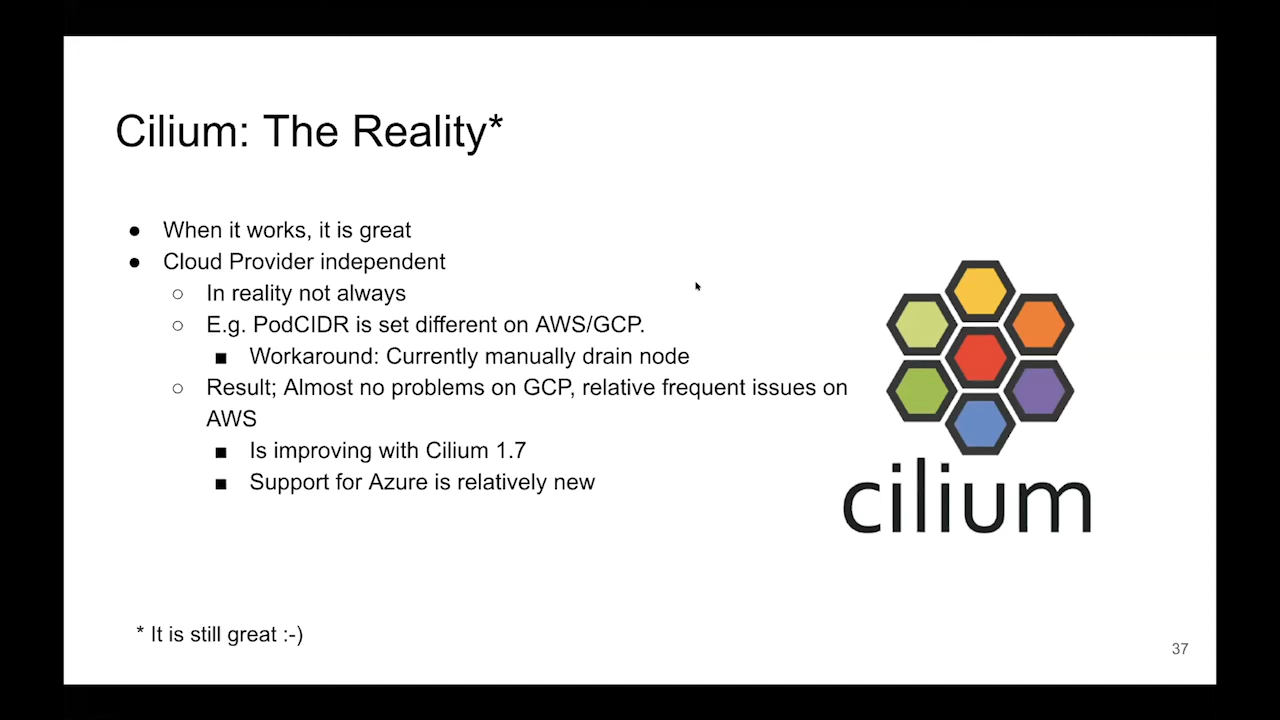 Cilium: The Reality*
● When it works, it is great
● Cloud Provider independent
○ In reality not always
○ E.g. PodCIDR is set different on AWS/GCP.
■ Workaround: Currently manually drain node
○ Result; Almost no problems on GCP, relative frequent issues on
AWS
■ Is improving with Cilium 1.7
■ Support for Azure is relatively new
cilium
* It is still great :-)
37